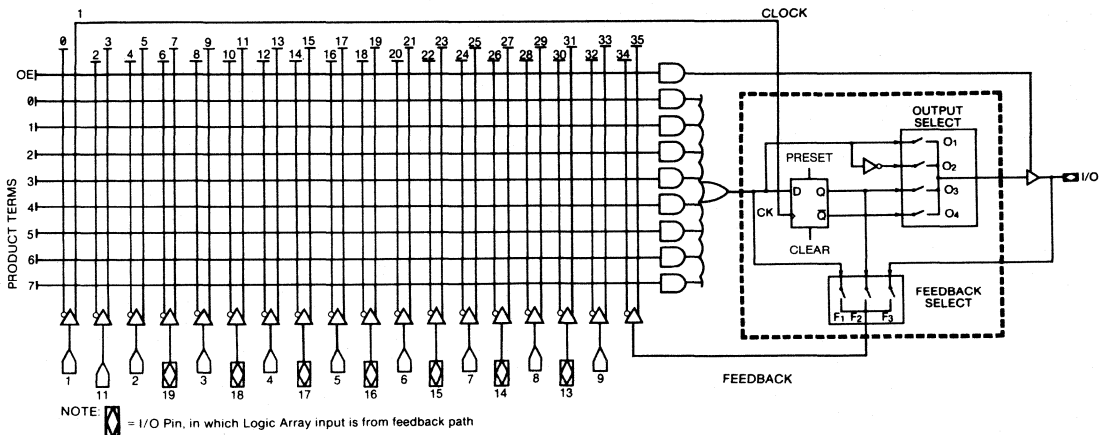 1
CLOCK
0 3 5 7 9 11 13 15 17 19 21 23 25 27 29 31 33 35
2 4 6 8 10 12 14 16 18 20 22 24 26 28 30 32 34
OE
0
1
2
3
4
5
6
7
PRODUCT TERMS
OUTPUT
SELECT
O1
O2
O3
O4
PRESET
D Q
CK Q̅
CLEAR
I/O
FEEDBACK
SELECT
F1 F2 F3
FEEDBACK
1 11 2 19 3 18 4 17 5 16 6 15 7 14 8 13 9
NOTE: = I/O Pin, in which Logic Array input is from feedback path